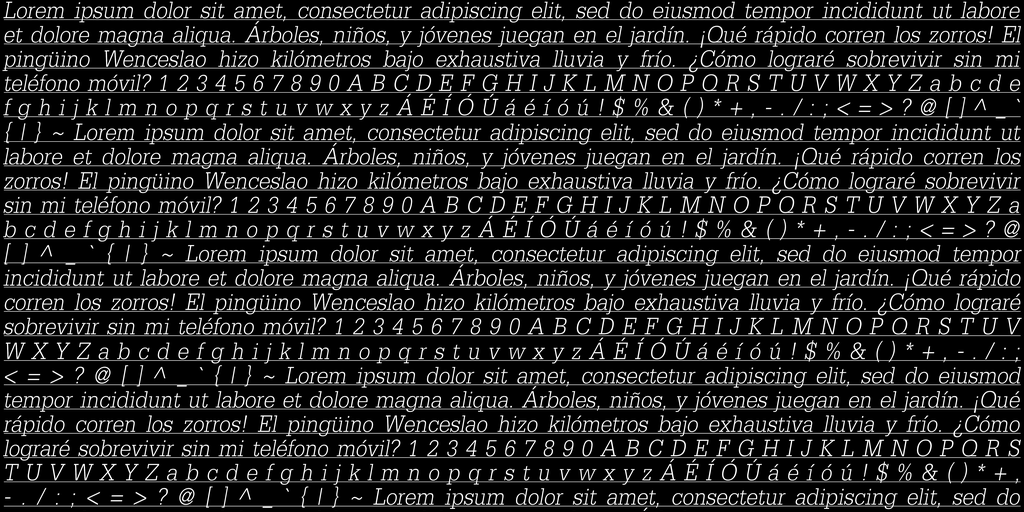 Lorem ipsum dolor sit amet, consectetur adipiscing elit, sed do eiusmod tempor incididunt ut labore
et dolore magna aliqua. Árboles, niños, y jóvenes juegan en el jardín. ¡Qué rápido corren los zorros! El
pingüino Wenceslao hizo kilómetros bajo exhaustiva lluvia y frío. ¿Cómo lograré sobrevivir sin mi
teléfono móvil? 1 2 3 4 5 6 7 8 9 0 A B C D E F G H I J K L M N O P Q R S T U V W X Y Z a b c d e
f g h i j k l m n o p q r s t u v w x y z Á É Í Ó Ú á é í ó ú ! $ % & ( ) * + , - . / : ; < = > ? @ [ ] ^ _ `
{ | } ~ Lorem ipsum dolor sit amet, consectetur adipiscing elit, sed do eiusmod tempor incididunt ut
labore et dolore magna aliqua. Árboles, niños, y jóvenes juegan en el jardín. ¡Qué rápido corren los
zorros! El pingüino Wenceslao hizo kilómetros bajo exhaustiva lluvia y frío. ¿Cómo lograré sobrevivir
sin mi teléfono móvil? 1 2 3 4 5 6 7 8 9 0 A B C D E F G H I J K L M N O P Q R S T U V W X Y Z a
b c d e f g h i j k l m n o p q r s t u v w x y z Á É Í Ó Ú á é í ó ú ! $ % & ( ) * + , - . / : ; < = > ? @
[ ] ^ _ ` { | } ~ Lorem ipsum dolor sit amet, consectetur adipiscing elit, sed do eiusmod tempor
incididunt ut labore et dolore magna aliqua. Árboles, niños, y jóvenes juegan en el jardín. ¡Qué rápido
corren los zorros! El pingüino Wenceslao hizo kilómetros bajo exhaustiva lluvia y frío. ¿Cómo lograré
sobrevivir sin mi teléfono móvil? 1 2 3 4 5 6 7 8 9 0 A B C D E F G H I J K L M N O P Q R S T U V
W X Y Z a b c d e f g h i j k l m n o p q r s t u v w x y z Á É Í Ó Ú á é í ó ú ! $ % & ( ) * + , - . / : ;
< = > ? @ [ ] ^ _ ` { | } ~ Lorem ipsum dolor sit amet, consectetur adipiscing elit, sed do eiusmod
tempor incididunt ut labore et dolore magna aliqua. Árboles, niños, y jóvenes juegan en el jardín. ¡Qué
rápido corren los zorros! El pingüino Wenceslao hizo kilómetros bajo exhaustiva lluvia y frío. ¿Cómo
lograré sobrevivir sin mi teléfono móvil? 1 2 3 4 5 6 7 8 9 0 A B C D E F G H I J K L M N O P Q R S
T U V W X Y Z a b c d e f g h i j k l m n o p q r s t u v w x y z Á É Í Ó Ú á é í ó ú ! $ % & ( ) * + ,
- . / : ; < = > ? @ [ ] ^ _ ` { | } ~ Lorem ipsum dolor sit amet, consectetur adipiscing elit, sed do